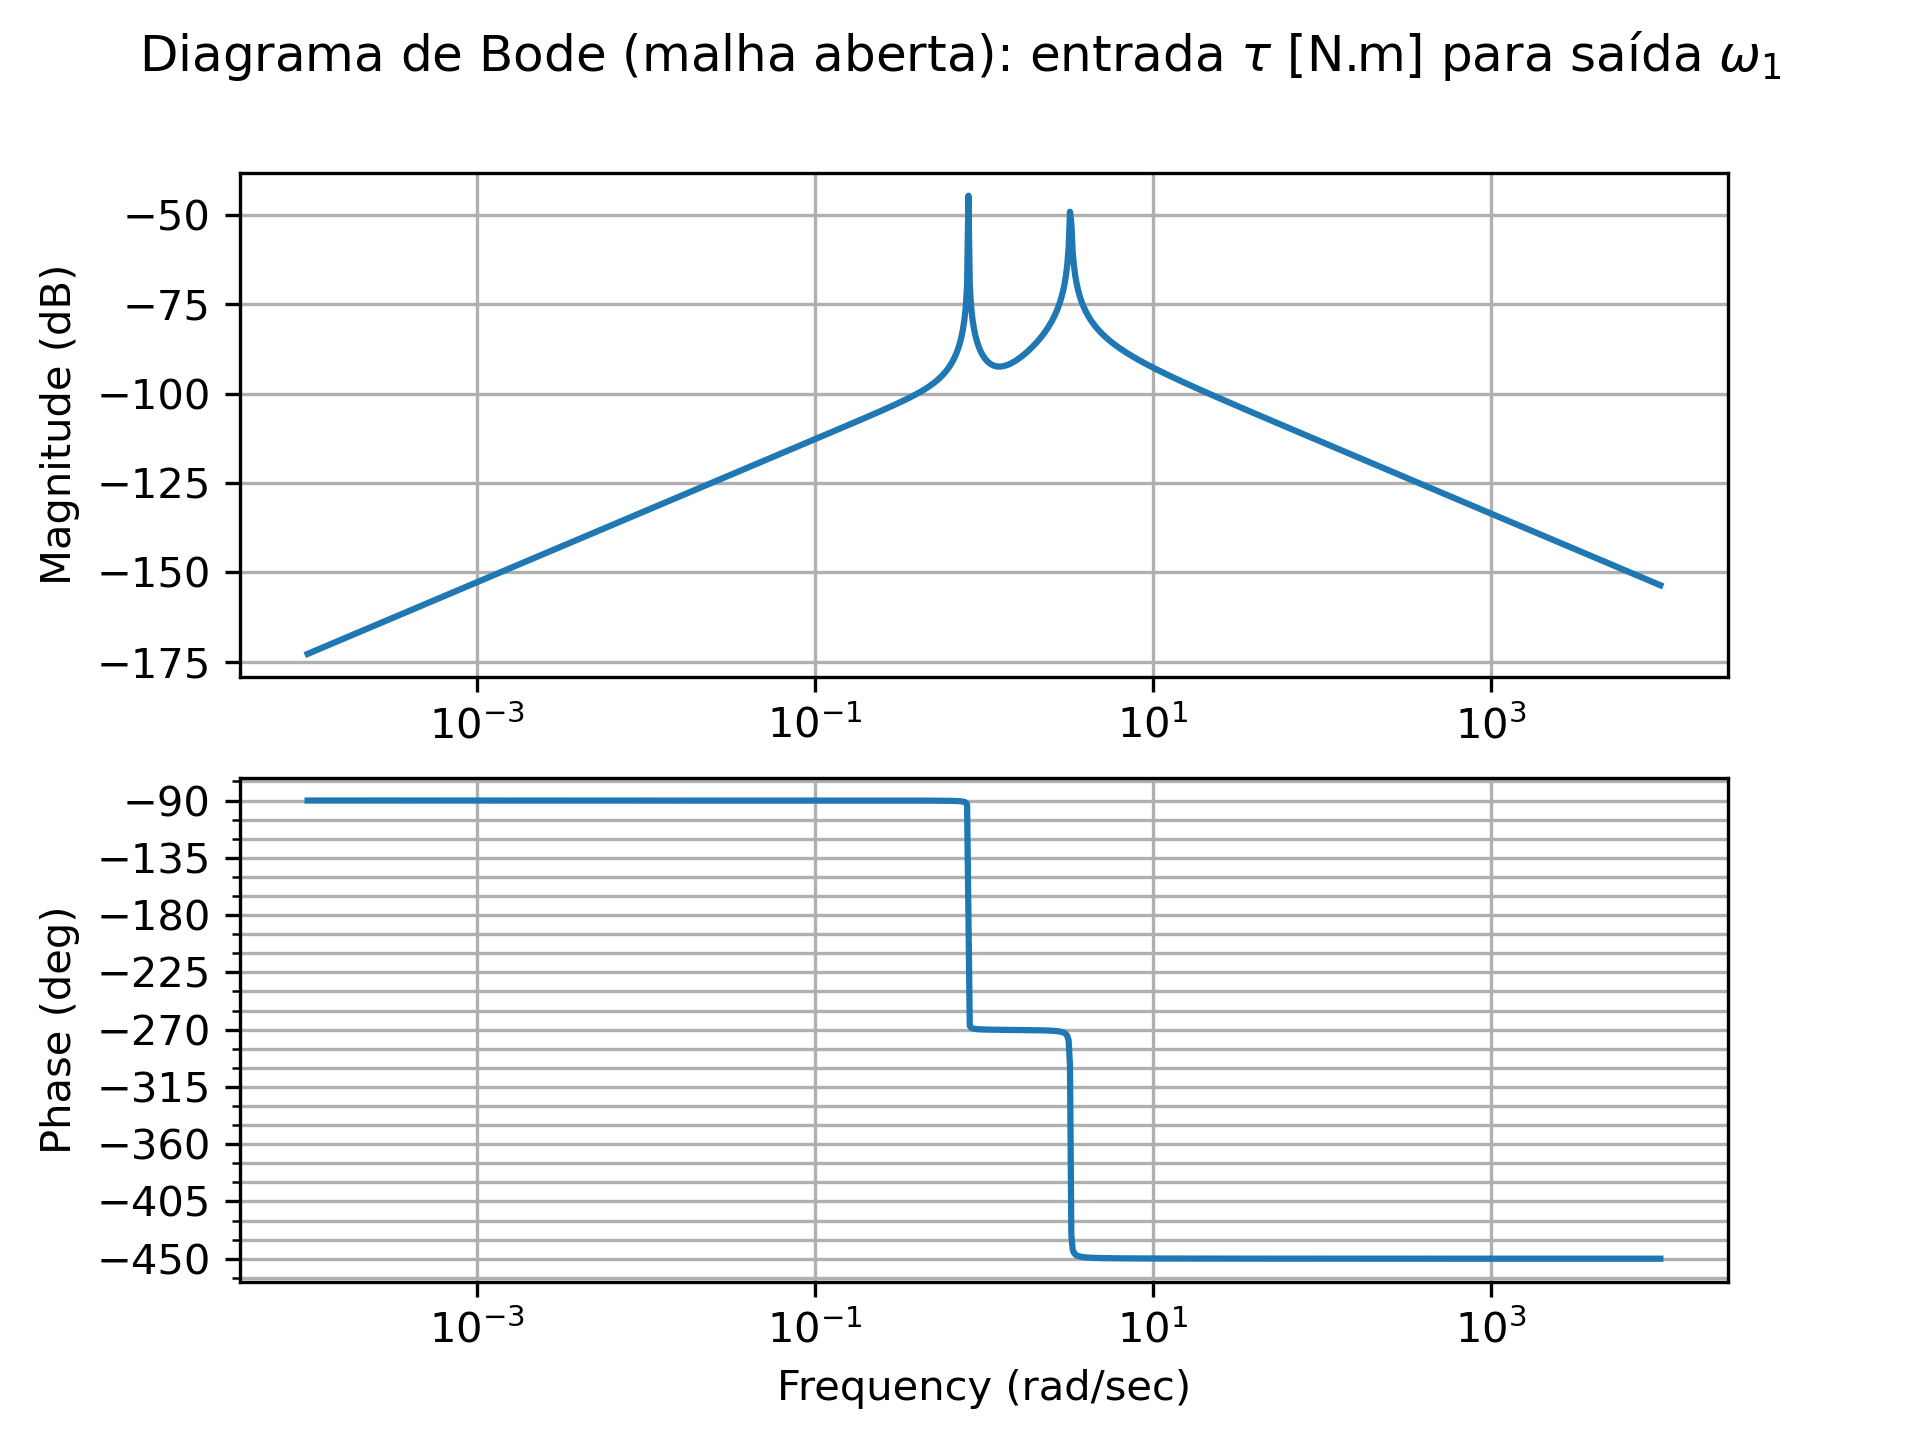 Diagrama de Bode (malha aberta): entrada τ [N.m] para saída ω₁
Magnitude (dB)
−50
−75
−100
−125
−150
−175
10⁻³ 10⁻¹ 10¹ 10³
Phase (deg)
−90
−135
−180
−225
−270
−315
−360
−405
−450
10⁻³ 10⁻¹ 10¹ 10³
Frequency (rad/sec)